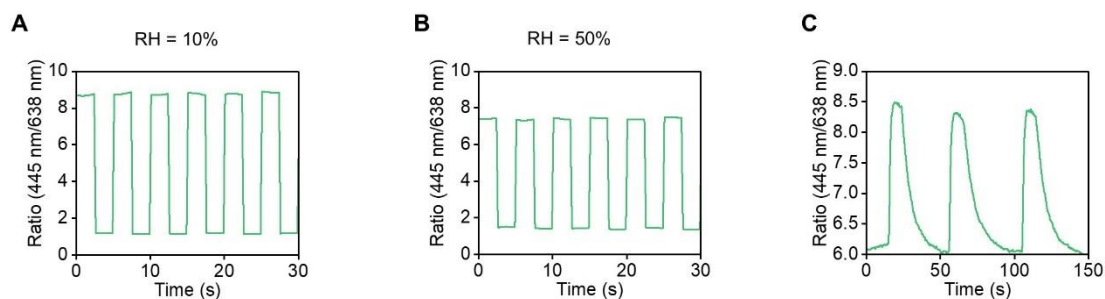 A
RH = 10%
Ratio (445 nm/638 nm)
10
8
6
4
2
0
0 10 20 30
Time (s)
B
RH = 50%
Ratio (445 nm/638 nm)
10
8
6
4
2
0
0 10 20 30
Time (s)
C
Ratio (445 nm/638 nm)
9.0
8.5
8.0
7.5
7.0
6.5
6.0
0 50 100 150
Time (s)